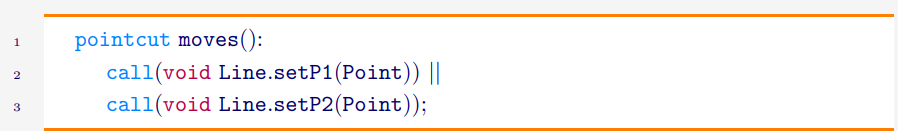 1 pointcut moves():
2 call(void Line.setP1(Point)) ||
3 call(void Line.setP2(Point));